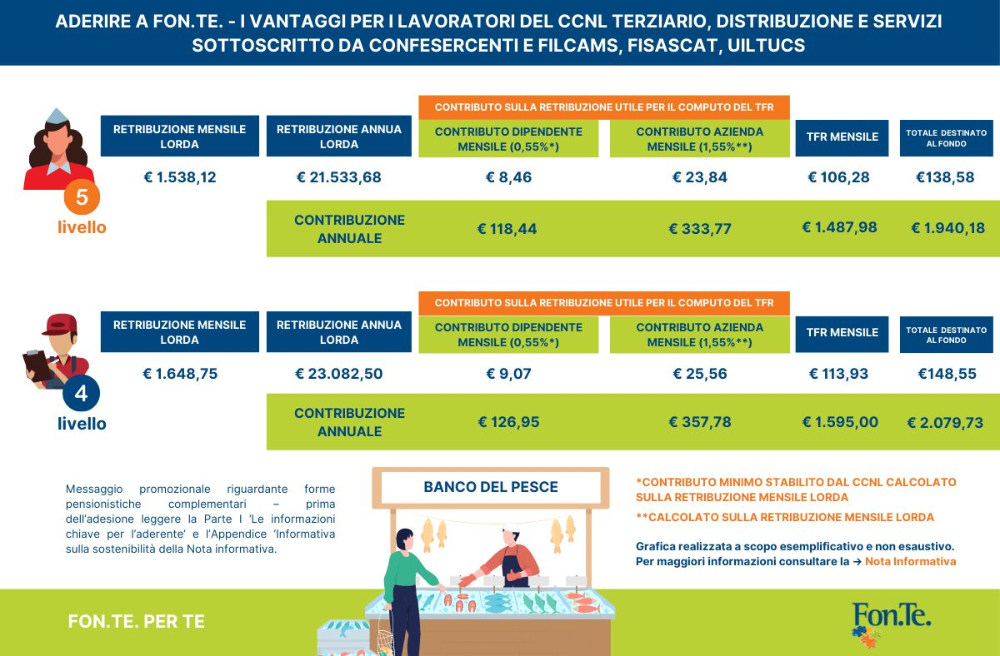 ADERIRE A FON.TE. - I VANTAGGI PER I LAVORATORI DEL CCNL TERZIARIO, DISTRIBUZIONE E SERVIZI
SOTTOSCRITTO DA CONFESERCENTI E FILCAMS, FISASCAT, UILTUCS
CONTRIBUTO SULLA RETRIBUZIONE UTILE PER IL COMPUTO DEL TFR
RETRIBUZIONE MENSILE
LORDA
RETRIBUZIONE ANNUA
LORDA
CONTRIBUTO DIPENDENTE
MENSILE (0,55%*)
CONTRIBUTO AZIENDA
MENSILE (1,55%**)
TFR MENSILE
TOTALE DESTINATO
AL FONDO
€ 1.538,12
€ 21.533,68
€ 8,46
€ 23,84
€ 106,28
€138,58
5
livello
CONTRIBUZIONE
ANNUALE
€ 118,44
€ 333,77
€ 1.487,98
€ 1.940,18
CONTRIBUTO SULLA RETRIBUZIONE UTILE PER IL COMPUTO DEL TFR
RETRIBUZIONE MENSILE
LORDA
RETRIBUZIONE ANNUA
LORDA
CONTRIBUTO DIPENDENTE
MENSILE (0,55%*)
CONTRIBUTO AZIENDA
MENSILE (1,55%**)
TFR MENSILE
TOTALE DESTINATO
AL FONDO
€ 1.648,75
€ 23.082,50
€ 9,07
€ 25,56
€ 113,93
€148,55
4
livello
CONTRIBUZIONE
ANNUALE
€ 126,95
€ 357,78
€ 1.595,00
€ 2.079,73
Messaggio promozionale riguardante forme
pensionistiche complementari – prima
dell'adesione leggere la Parte I 'Le informazioni
chiave per l'aderente' e l'Appendice 'Informativa
sulla sostenibilità della Nota informativa.
BANCO DEL PESCE
*CONTRIBUTO MINIMO STABILITO DAL CCNL CALCOLATO
SULLA RETRIBUZIONE MENSILE LORDA
**CALCOLATO SULLA RETRIBUZIONE MENSILE LORDA
Grafica realizzata a scopo esemplificativo e non esaustivo.
Per maggiori informazioni consultare la → Nota Informativa
FON.TE. PER TE
Fon.Te.